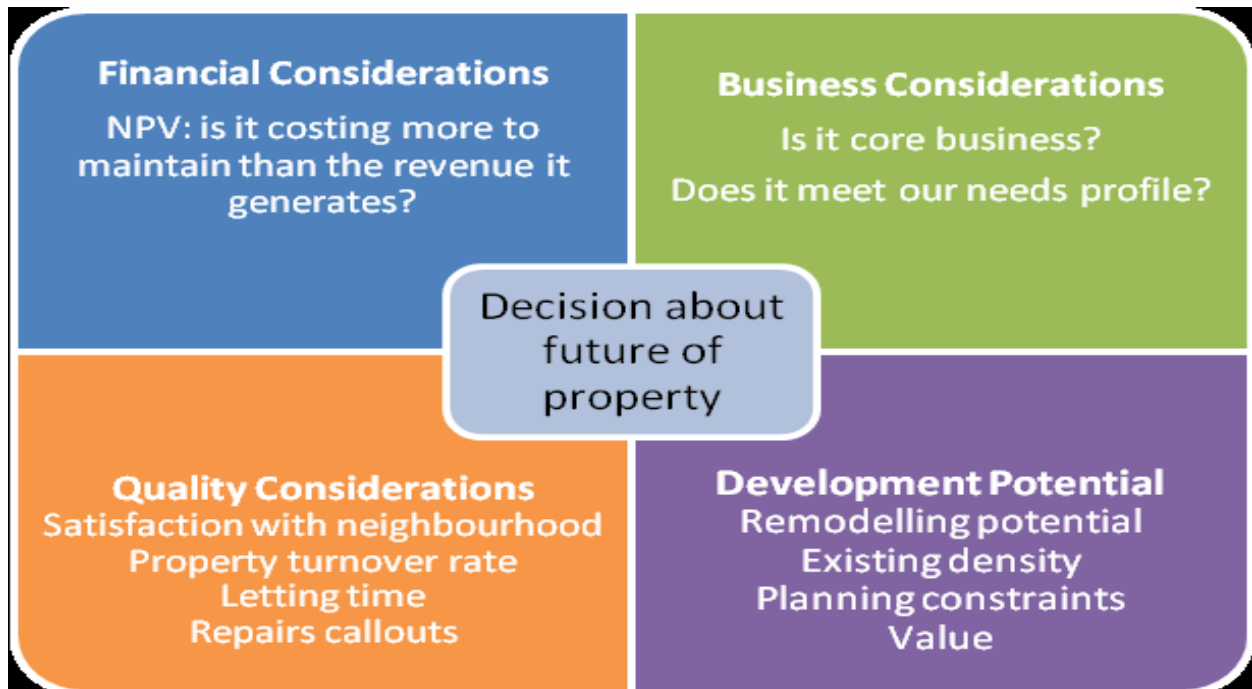 Financial Considerations
NPV: is it costing more to
maintain than the revenue it
generates?
Business Considerations
Is it core business?
Does it meet our needs profile?
Decision about
future of
property
Quality Considerations
Satisfaction with neighbourhood
Property turnover rate
Letting time
Repairs callouts
Development Potential
Remodelling potential
Existing density
Planning constraints
Value